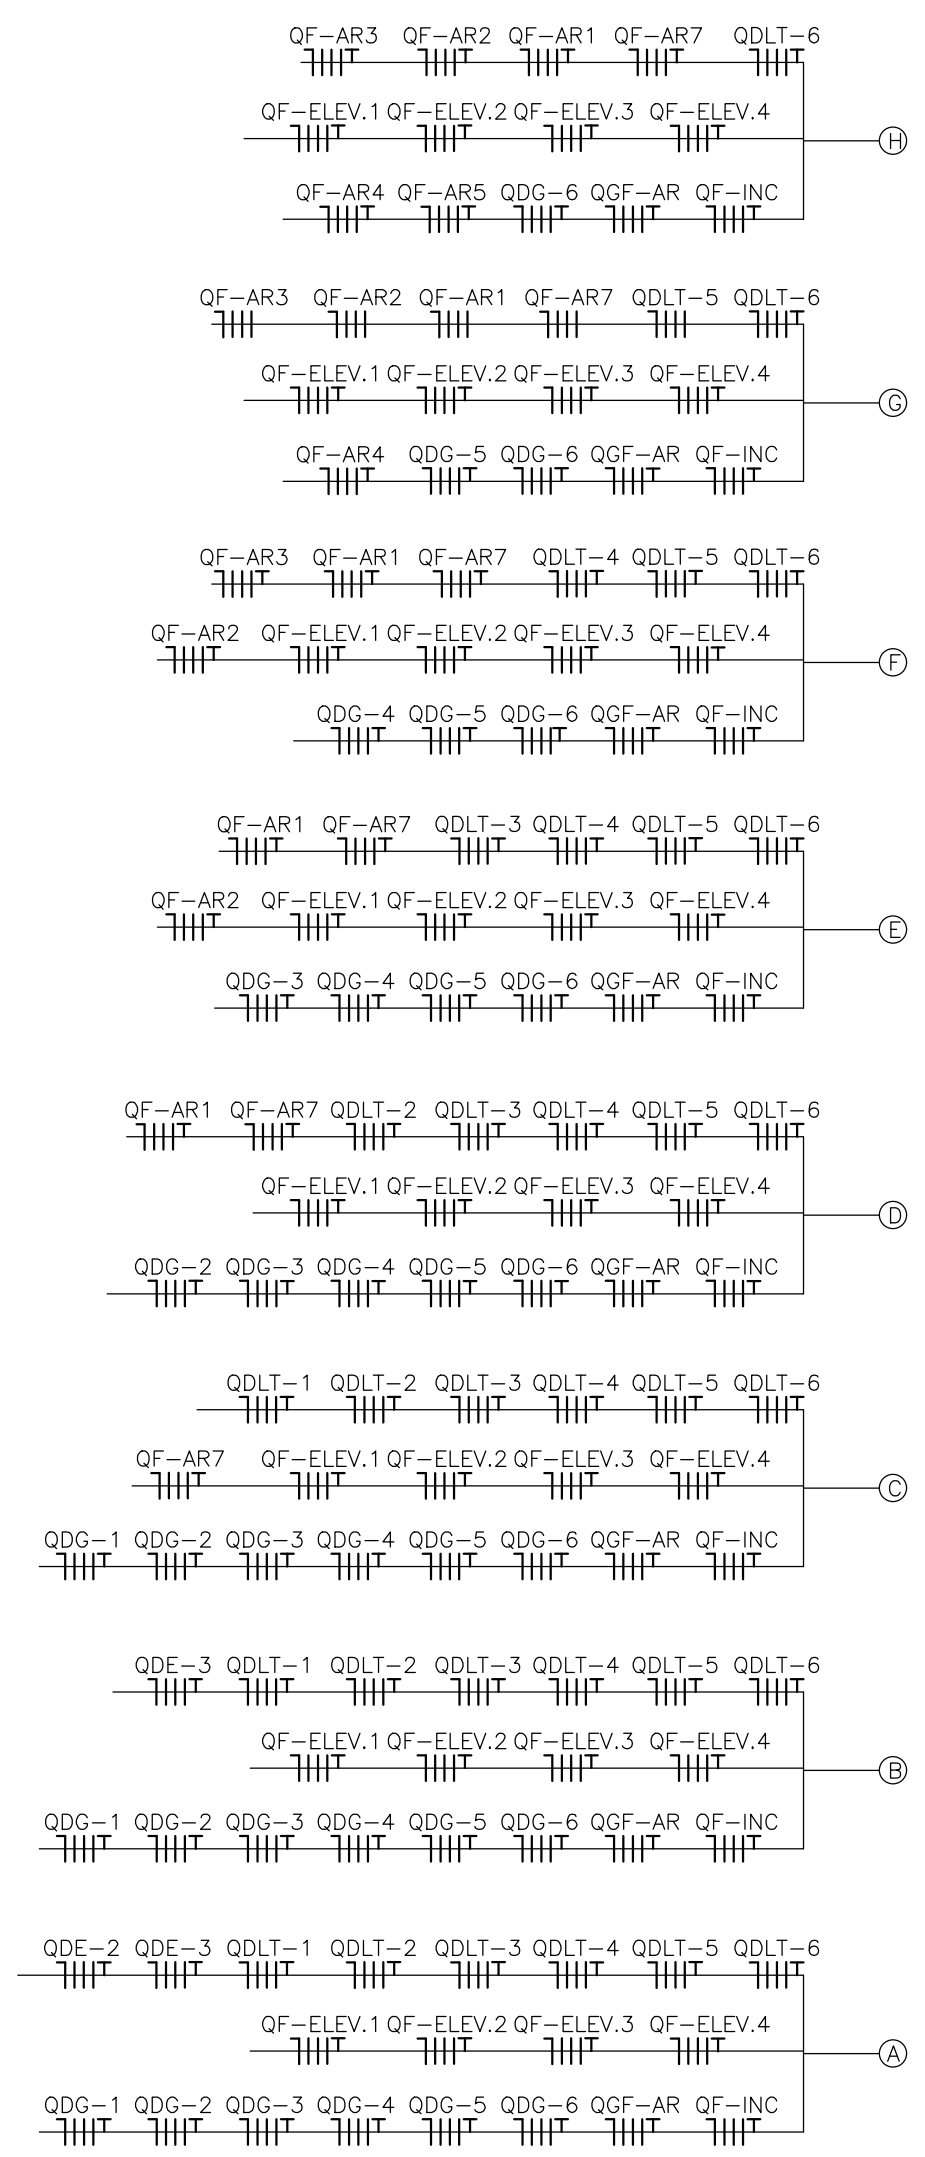 QF-AR3 QF-AR2 QF-AR1 QF-AR7 QDLT-6
QF-ELEV.1 QF-ELEV.2 QF-ELEV.3 QF-ELEV.4
H
QF-AR4 QF-AR5 QDG-6 QGF-AR QF-INC
QF-AR3 QF-AR2 QF-AR1 QF-AR7 QDLT-5 QDLT-6
QF-ELEV.1 QF-ELEV.2 QF-ELEV.3 QF-ELEV.4
G
QF-AR4 QDG-5 QDG-6 QGF-AR QF-INC
QF-AR3 QF-AR1 QF-AR7 QDLT-4 QDLT-5 QDLT-6
QF-AR2 QF-ELEV.1 QF-ELEV.2 QF-ELEV.3 QF-ELEV.4
F
QDG-4 QDG-5 QDG-6 QGF-AR QF-INC
QF-AR1 QF-AR7 QDLT-3 QDLT-4 QDLT-5 QDLT-6
QF-AR2 QF-ELEV.1 QF-ELEV.2 QF-ELEV.3 QF-ELEV.4
E
QDG-3 QDG-4 QDG-5 QDG-6 QGF-AR QF-INC
QF-AR1 QF-AR7 QDLT-2 QDLT-3 QDLT-4 QDLT-5 QDLT-6
QF-ELEV.1 QF-ELEV.2 QF-ELEV.3 QF-ELEV.4
D
QDG-2 QDG-3 QDG-4 QDG-5 QDG-6 QGF-AR QF-INC
QDLT-1 QDLT-2 QDLT-3 QDLT-4 QDLT-5 QDLT-6
QF-AR7 QF-ELEV.1 QF-ELEV.2 QF-ELEV.3 QF-ELEV.4
C
QDG-1 QDG-2 QDG-3 QDG-4 QDG-5 QDG-6 QGF-AR QF-INC
QDE-3 QDLT-1 QDLT-2 QDLT-3 QDLT-4 QDLT-5 QDLT-6
QF-ELEV.1 QF-ELEV.2 QF-ELEV.3 QF-ELEV.4
B
QDG-1 QDG-2 QDG-3 QDG-4 QDG-5 QDG-6 QGF-AR QF-INC
QDE-2 QDE-3 QDLT-1 QDLT-2 QDLT-3 QDLT-4 QDLT-5 QDLT-6
QF-ELEV.1 QF-ELEV.2 QF-ELEV.3 QF-ELEV.4
A
QDG-1 QDG-2 QDG-3 QDG-4 QDG-5 QDG-6 QGF-AR QF-INC